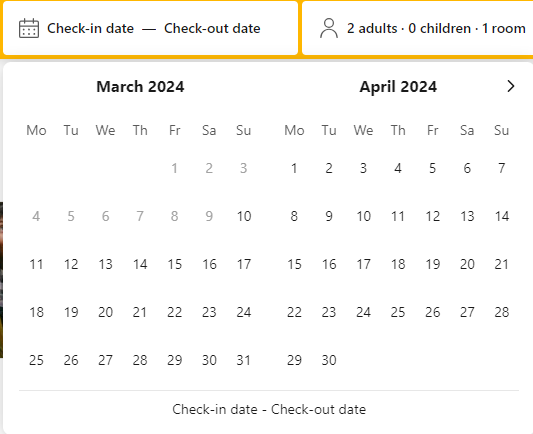 Check-in date — Check-out date
2 adults · 0 children · 1 room
March 2024
Mo Tu We Th Fr Sa Su
1 2 3
4 5 6 7 8 9 10
11 12 13 14 15 16 17
18 19 20 21 22 23 24
25 26 27 28 29 30 31
April 2024
Mo Tu We Th Fr Sa Su
1 2 3 4 5 6 7
8 9 10 11 12 13 14
15 16 17 18 19 20 21
22 23 24 25 26 27 28
29 30
Check-in date - Check-out date